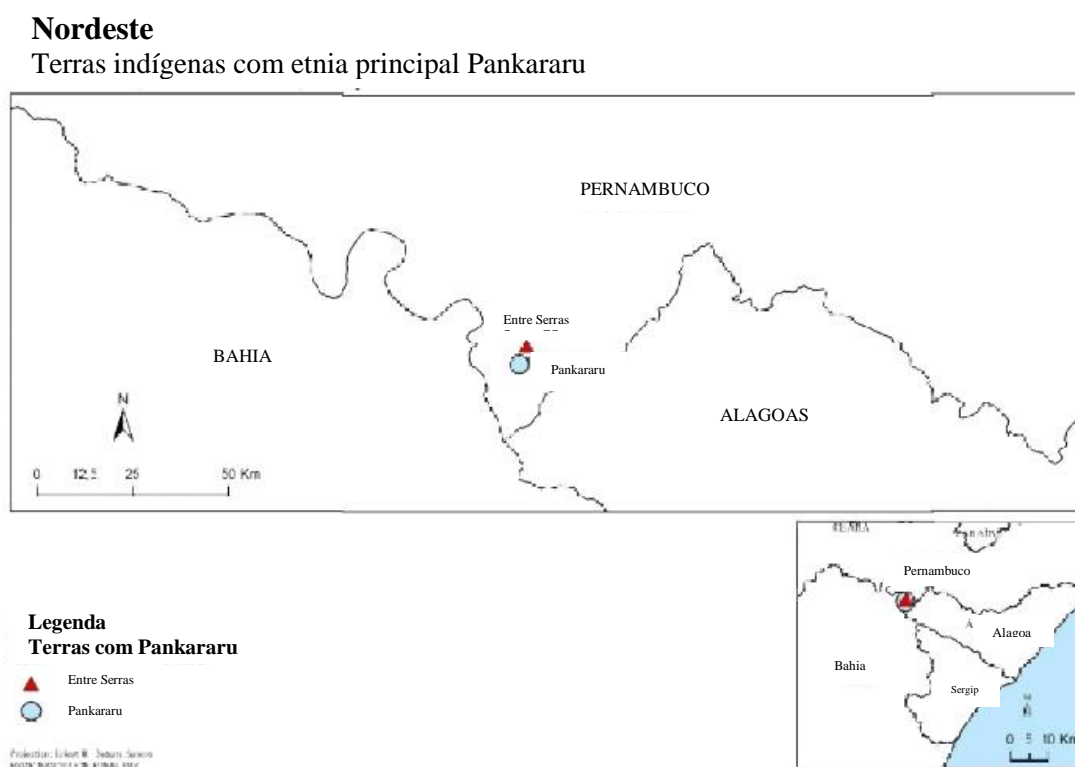 Nordeste
Terras indígenas com etnia principal Pankararu
PERNAMBUCO
Entre Serras
BAHIA
Pankararu
ALAGOAS
N
0 12,5 25 50 Km
Pernambuco
A
Alagoa
Bahia
Sergip
N
0 5 10 Km
Legenda
Terras com Pankararu
Entre Serras
Pankararu